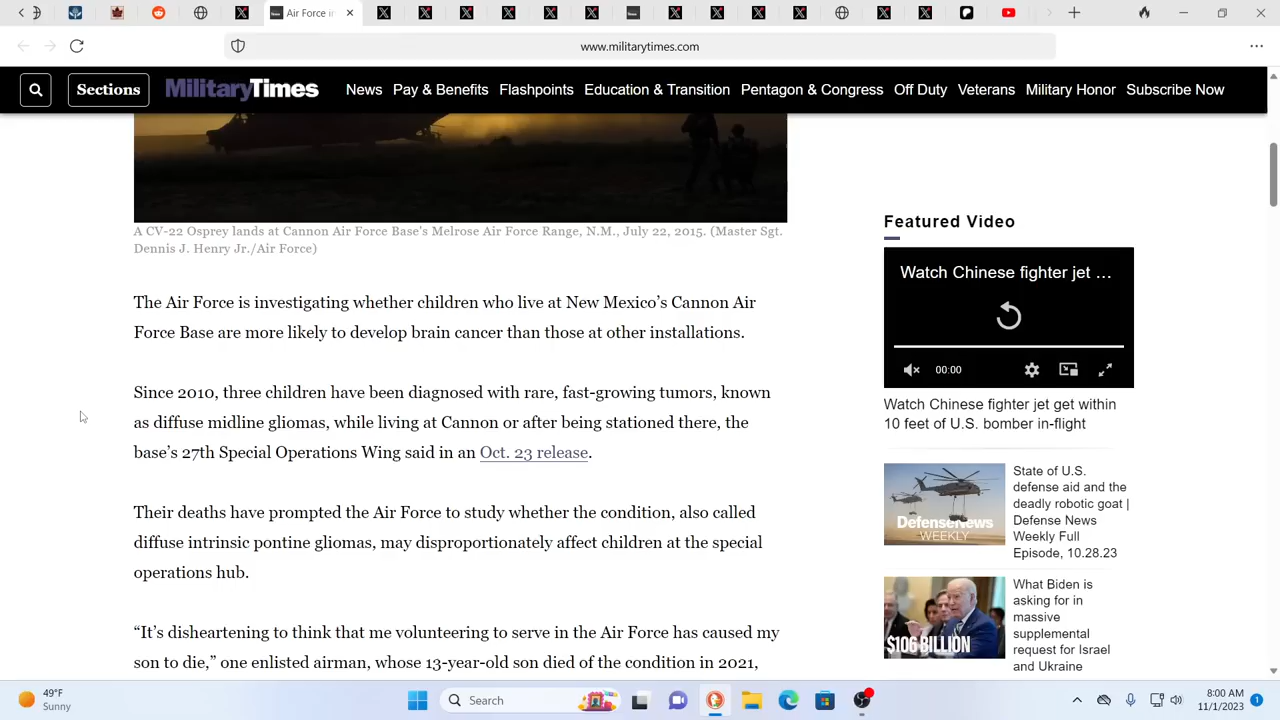 Air Force in
www.militarytimes.com
Sections
MilitaryTimes
News
Pay & Benefits
Flashpoints
Education & Transition
Pentagon & Congress
Off Duty
Veterans
Military Honor
Subscribe Now
A CV-22 Osprey lands at Cannon Air Force Base's Melrose Air Force Range, N.M., July 22, 2015. (Master Sgt.
Dennis J. Henry Jr./Air Force)
The Air Force is investigating whether children who live at New Mexico’s Cannon Air
Force Base are more likely to develop brain cancer than those at other installations.
Since 2010, three children have been diagnosed with rare, fast-growing tumors, known
as diffuse midline gliomas, while living at Cannon or after being stationed there, the
base’s 27th Special Operations Wing said in an Oct. 23 release.
Their deaths have prompted the Air Force to study whether the condition, also called
diffuse intrinsic pontine gliomas, may disproportionately affect children at the special
operations hub.
“It’s disheartening to think that me volunteering to serve in the Air Force has caused my
son to die,” one enlisted airman, whose 13-year-old son died of the condition in 2021,
Featured Video
Watch Chinese fighter jet ...
00:00
Watch Chinese fighter jet get within
10 feet of U.S. bomber in-flight
DefenseNews
WEEKLY
State of U.S.
defense aid and the
deadly robotic goat |
Defense News
Weekly Full
Episode, 10.28.23
$106 BILLION
What Biden is
asking for in
massive
supplemental
request for Israel
and Ukraine
49°F
Sunny
Search
8:00 AM
11/1/2023
1